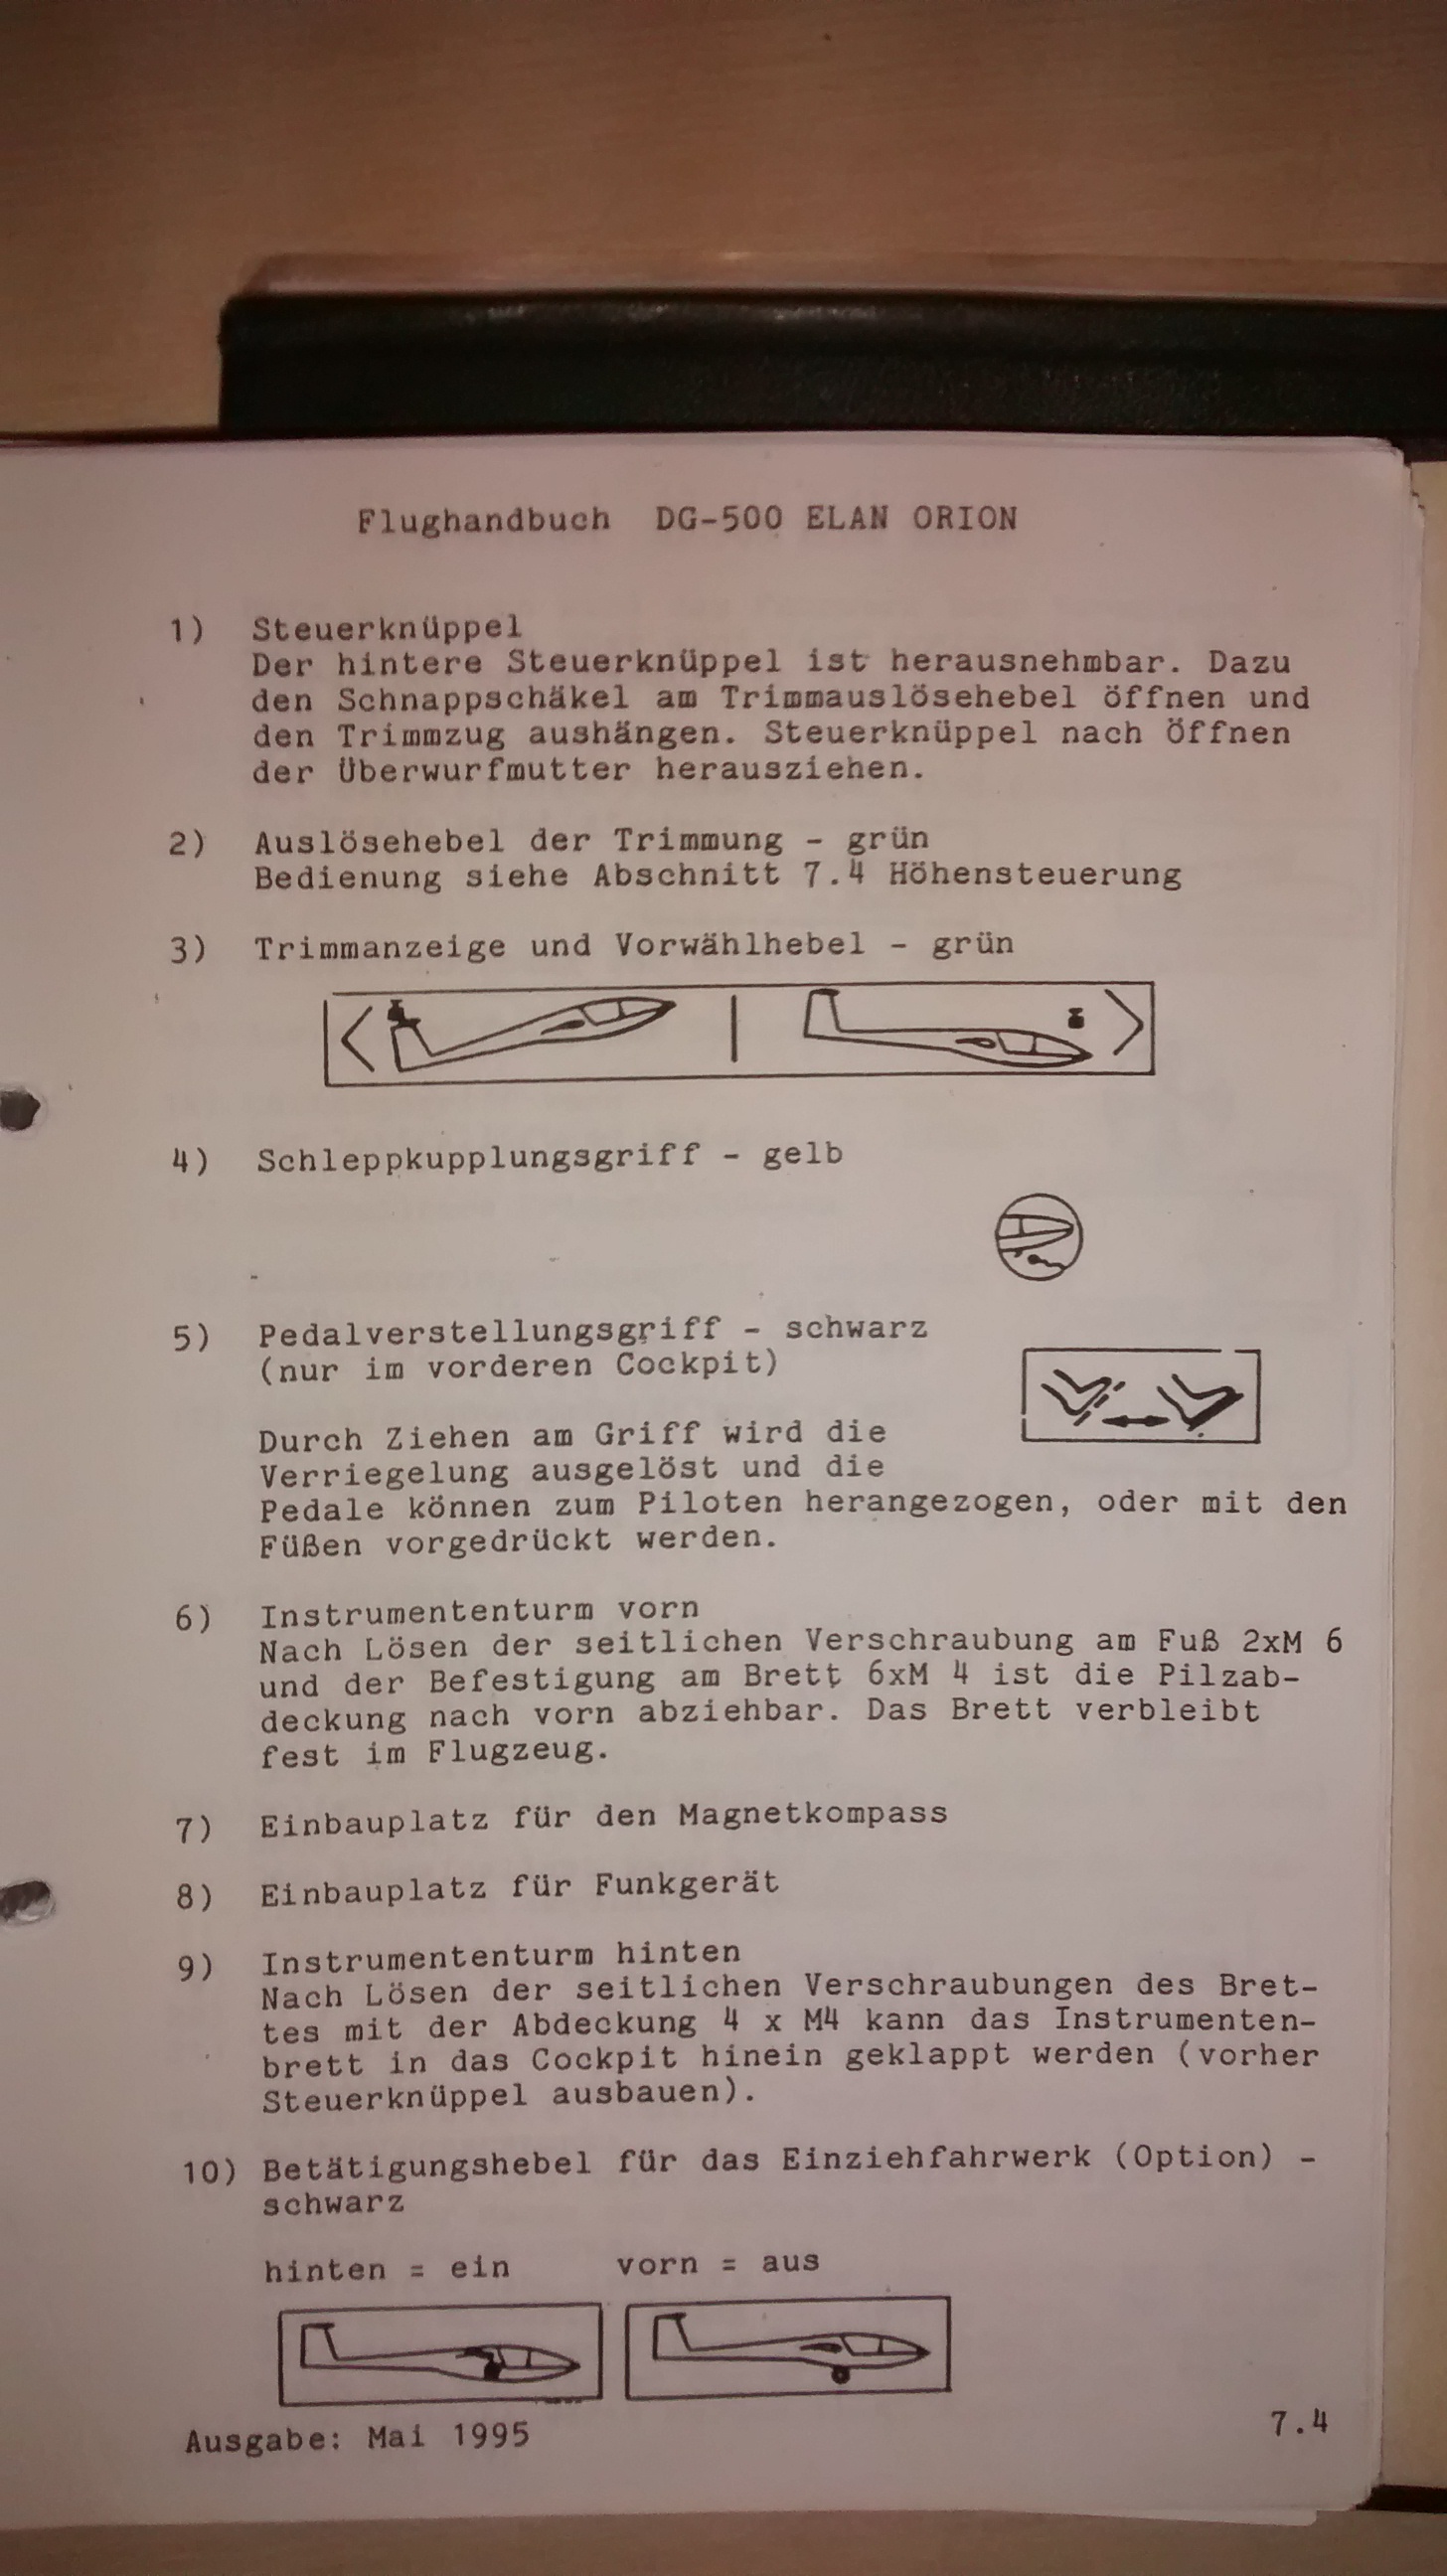 Flughandbuch DG-500 ELAN ORION
1) Steuerknüppel
Der hintere Steuerknüppel ist herausnehmbar. Dazu
den Schnappschäkel am Trimmauslösehebel öffnen und
den Trimmzug aushängen. Steuerknüppel nach Öffnen
der Überwurfmutter herausziehen.
2) Auslösehebel der Trimmung - grün
Bedienung siehe Abschnitt 7.4 Höhensteuerung
3) Trimmanzeige und Vorwählhebel - grün
4) Schleppkupplungsgriff - gelb
5) Pedalverstellungsgriff - schwarz
(nur im vorderen Cockpit)
Durch Ziehen am Griff wird die
Verriegelung ausgelöst und die
Pedale können zum Piloten herangezogen, oder mit den
Füßen vorgedrückt werden.
6) Instrumententurm vorn
Nach Lösen der seitlichen Verschraubung am Fuß 2xM 6
und der Befestigung am Brett 6xM 4 ist die Pilzab-
deckung nach vorn abziehbar. Das Brett verbleibt
fest im Flugzeug.
7) Einbauplatz für den Magnetkompass
8) Einbauplatz für Funkgerät
9) Instrumententurm hinten
Nach Lösen der seitlichen Verschraubungen des Bret-
tes mit der Abdeckung 4 x M4 kann das Instrumenten-
brett in das Cockpit hinein geklappt werden (vorher
Steuerknüppel ausbauen).
10) Betätigungshebel für das Einziehfahrwerk (Option) -
schwarz
hinten = ein vorn = aus
Ausgabe: Mai 1995 7.4